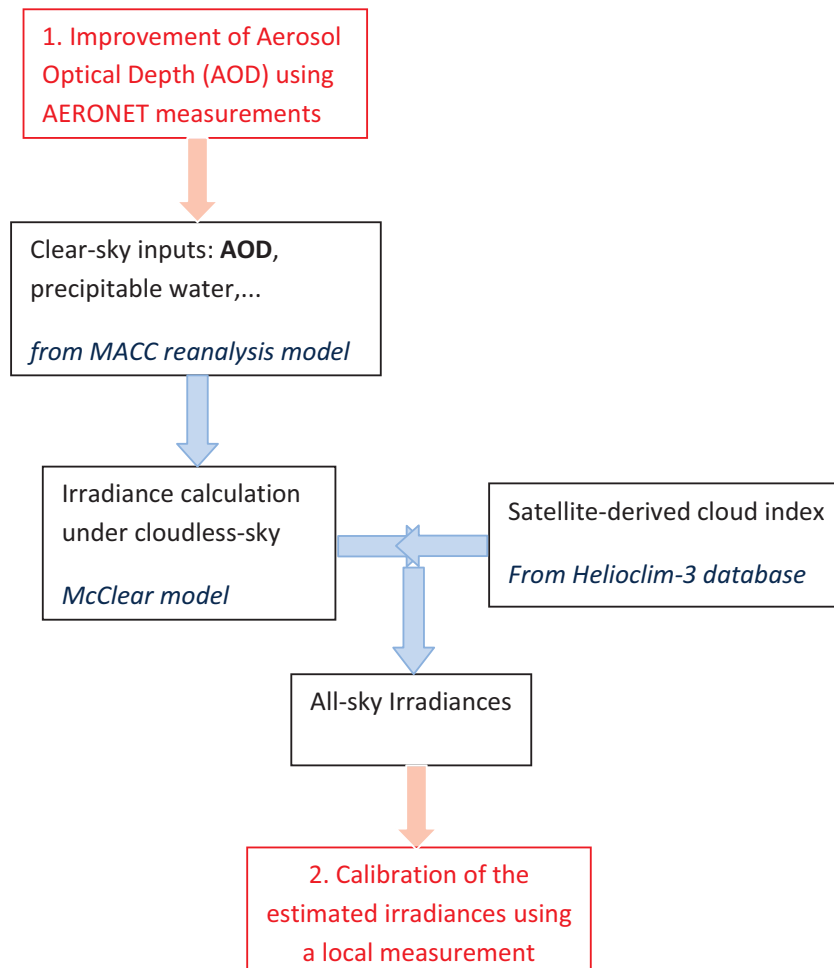 1. Improvement of Aerosol
Optical Depth (AOD) using
AERONET measurements
Clear-sky inputs: AOD,
precipitable water,...
from MACC reanalysis model
Irradiance calculation
under cloudless-sky
McClear model
Satellite-derived cloud index
From Helioclim-3 database
All-sky Irradiances
2. Calibration of the
estimated irradiances using
a local measurement